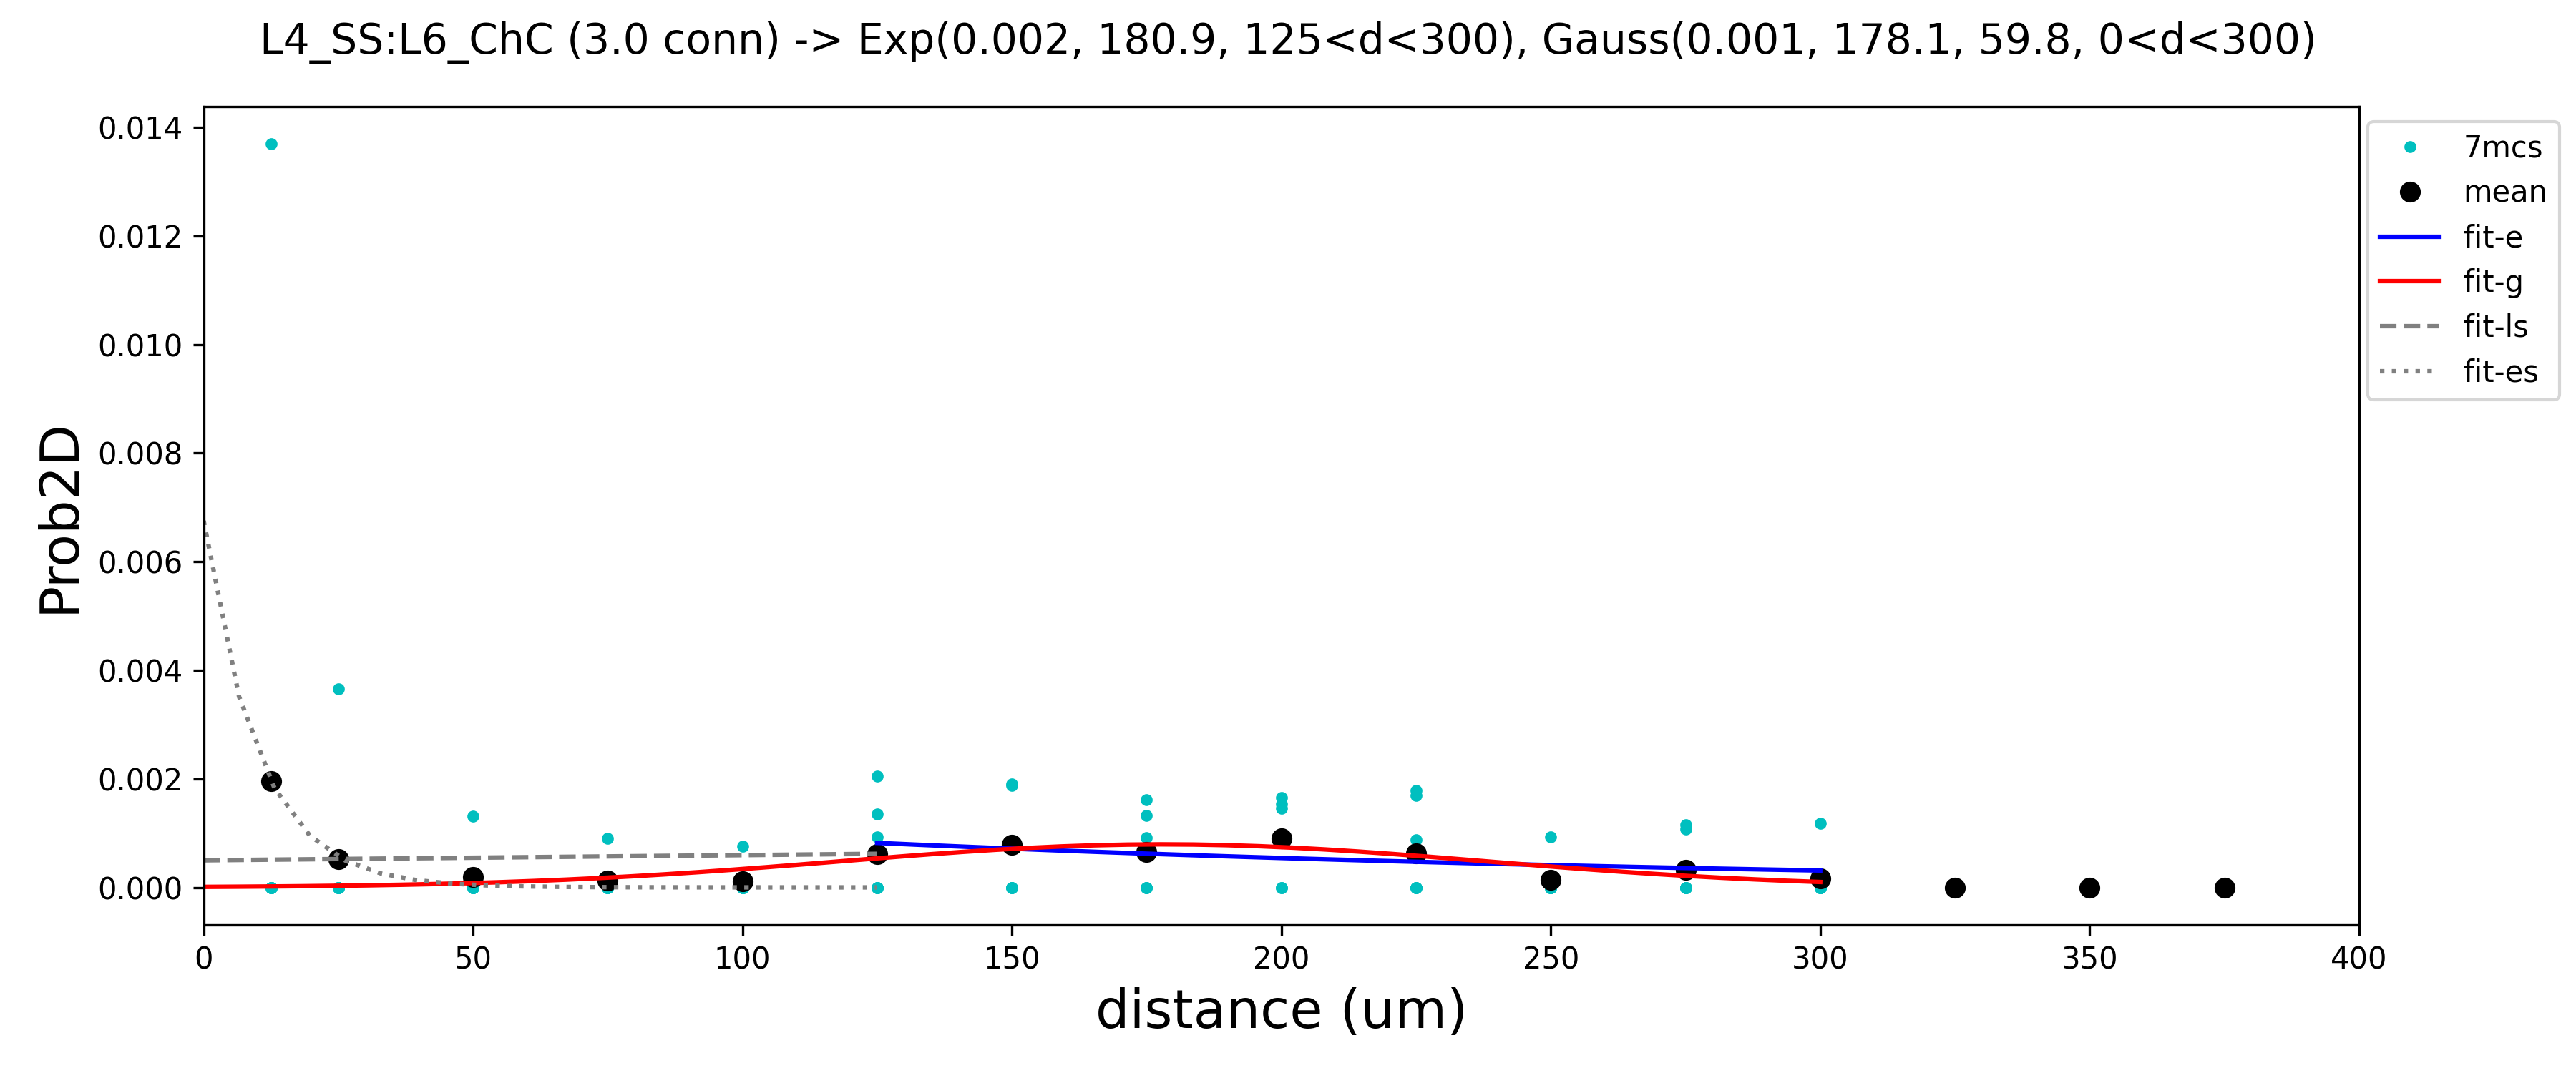 L4_SS:L6_ChC (3.0 conn) -> Exp(0.002, 180.9, 125<d<300), Gauss(0.001, 178.1, 59.8, 0<d<300)
0.014
0.012
0.010
0.008
0.006
0.004
0.002
0.000
Prob2D
0 50 100 150 200 250 300 350 400
distance (um)
7mcs
mean
fit-e
fit-g
fit-ls
fit-es